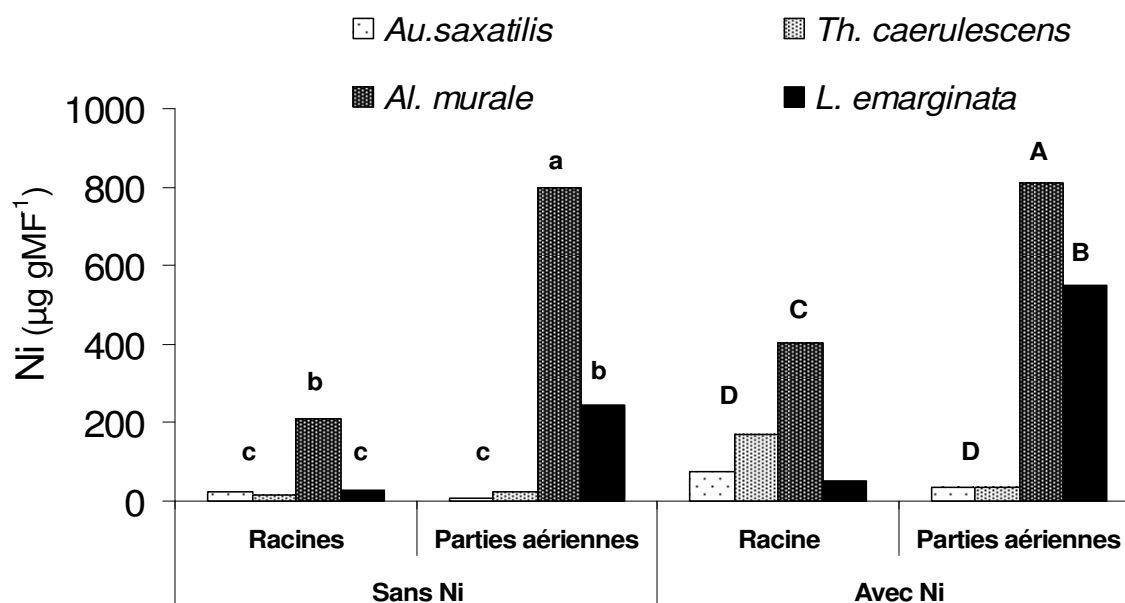 Au.saxatilis Th. caerulescens
Al. murale L. emarginata
Ni (µg gMF⁻¹)
1000
800
600
400
200
0
c b c c a b D C D A B
Racines Parties aériennes Racine Parties aériennes
Sans Ni Avec Ni